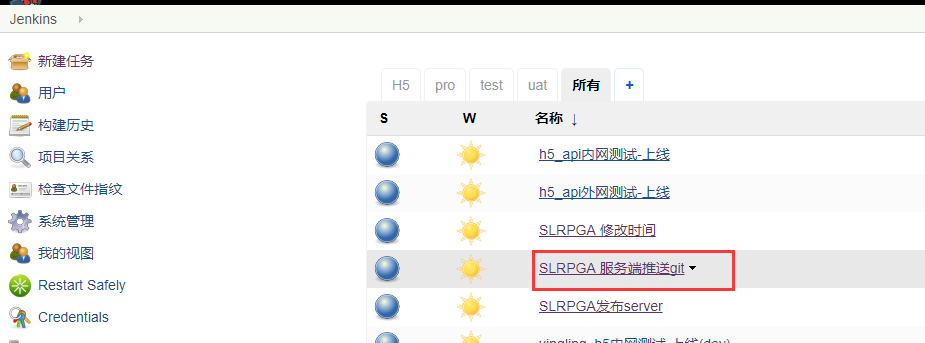 Jenkins
新建任务
用户
构建历史
项目关系
检查文件指纹
系统管理
我的视图
Restart Safely
Credentials
H5 pro test uat 所有 +
S W 名称 ↓
h5_api内网测试-上线
h5_api外网测试-上线
SLRPGA 修改时间
SLRPGA 服务端推送git
SLRPGA发布server